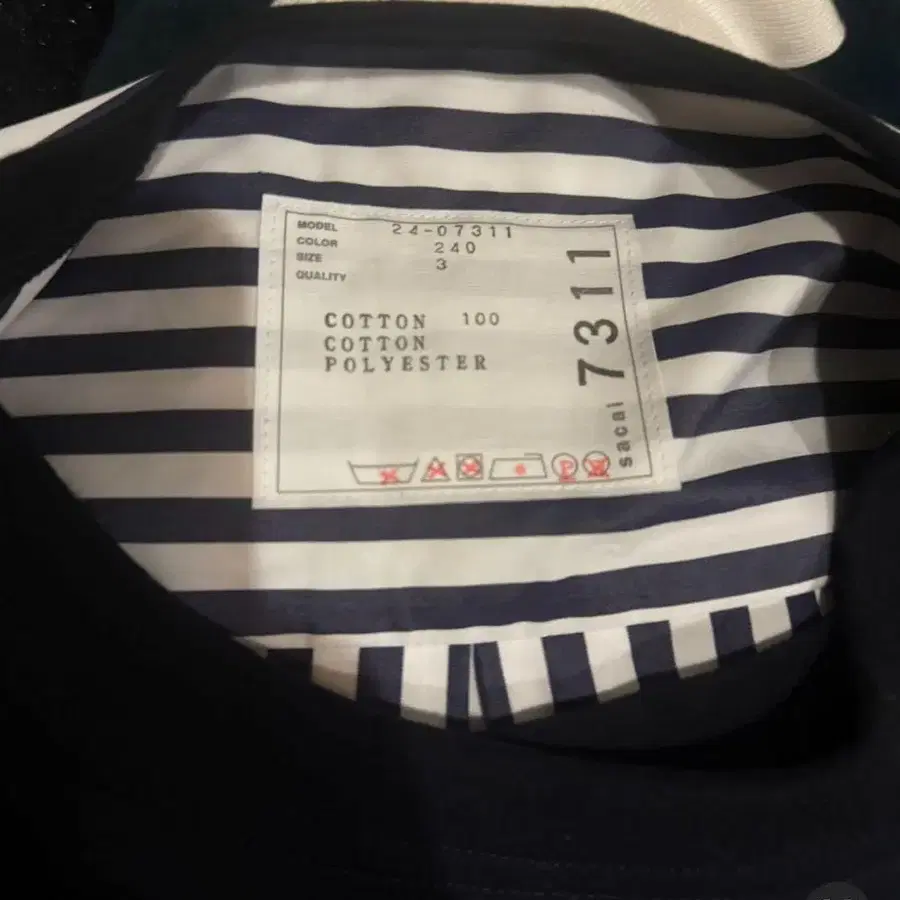 MODEL 24-07311
COLOR 240
SIZE 3
QUALITY
COTTON 100
COTTON
POLYESTER
P
sacai 7311